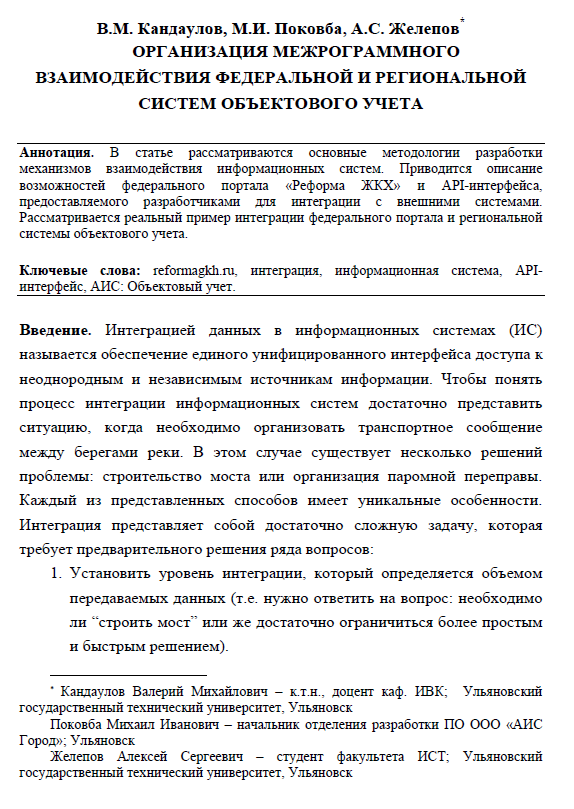 В.М. Кандаулов, М.И. Поковба, А.С. Желепов*
ОРГАНИЗАЦИЯ МЕЖРОГРАММНОГО
ВЗАИМОДЕЙСТВИЯ ФЕДЕРАЛЬНОЙ И РЕГИОНАЛЬНОЙ
СИСТЕМ ОБЪЕКТОВОГО УЧЕТА
Аннотация. В статье рассматриваются основные методологии разработки
механизмов взаимодействия информационных систем. Приводится описание
возможностей федерального портала «Реформа ЖКХ» и API-интерфейса,
предоставляемого разработчиками для интеграции с внешними системами.
Рассматривается реальный пример интеграции федерального портала и региональной
системы объектового учета.
Ключевые слова: reformagkh.ru, интеграция, информационная система, API-
интерфейс, АИС: Объектовый учет.
Введение. Интеграцией данных в информационных системах (ИС)
называется обеспечение единого унифицированного интерфейса доступа к
неоднородным и независимым источникам информации. Чтобы понять
процесс интеграции информационных систем достаточно представить
ситуацию, когда необходимо организовать транспортное сообщение
между берегами реки. В этом случае существует несколько решений
проблемы: строительство моста или организация паромной переправы.
Каждый из представленных способов имеет уникальные особенности.
Интеграция представляет собой достаточно сложную задачу, которая
требует предварительного решения ряда вопросов:
1. Установить уровень интеграции, который определяется объемом
передаваемых данных (т.е. нужно ответить на вопрос: необходимо
ли “строить мост” или же достаточно ограничиться более простым
и быстрым решением).
* Кандаулов Валерий Михайлович – к.т.н., доцент каф. ИВК; Ульяновский
государственный технический университет, Ульяновск
Поковба Михаил Иванович – начальник отделения разработки ПО ООО «АИС
Город»; Ульяновск
Желепов Алексей Сергеевич – студент факультета ИСТ; Ульяновский
государственный технический университет, Ульяновск